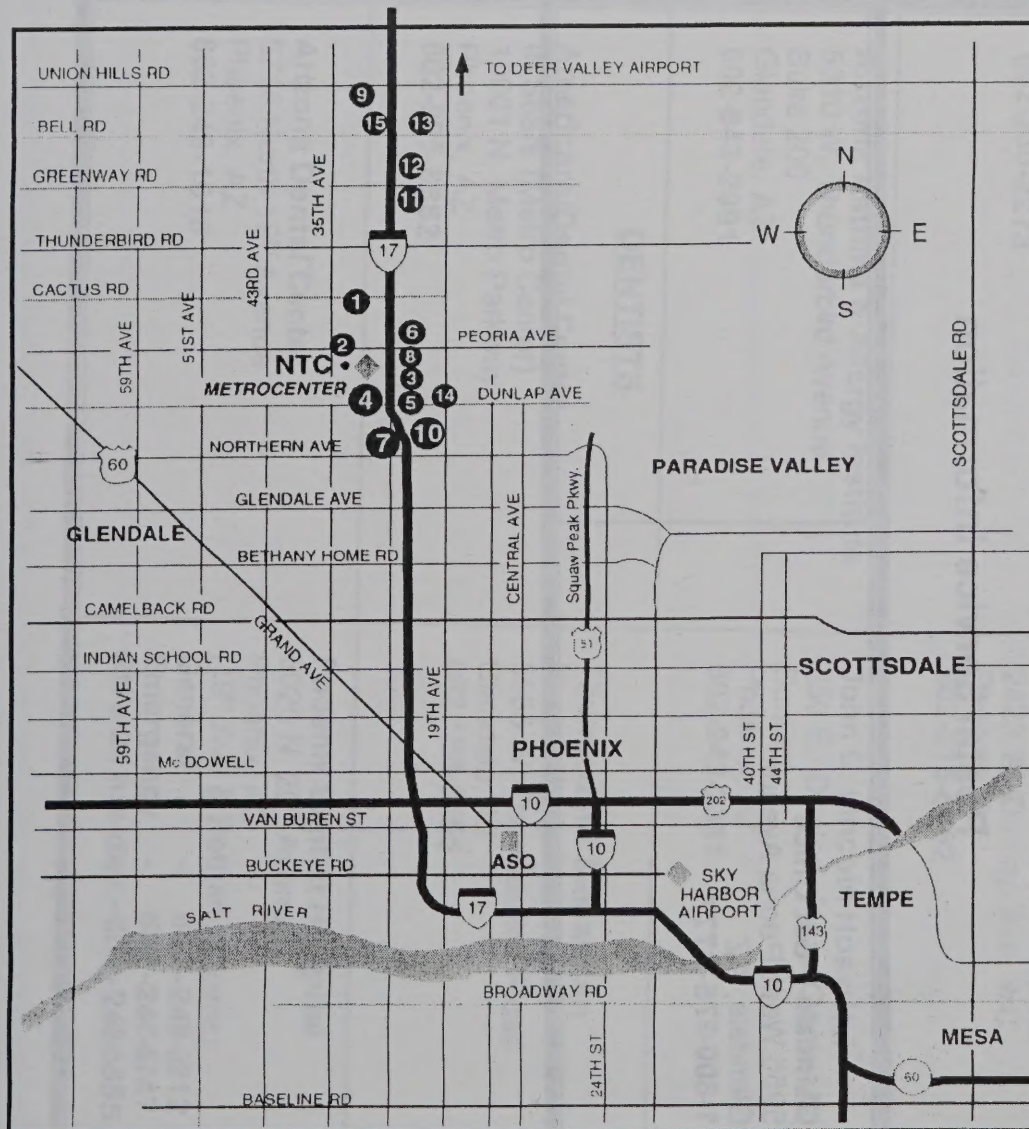 TO DEER VALLEY AIRPORT
UNION HILLS RD
9
15
13
BELL RD
12
GREENWAY RD
11
35TH AVE
N
W
E
S
THUNDERBIRD RD
17
43RD AVE
CACTUS RD
1
51ST AVE
59TH AVE
6
PEORIA AVE
2
8
NTC
METROCENTER
3
4
5
14
DUNLAP AVE
SCOTTSDALE RD
7
10
NORTHERN AVE
60
PARADISE VALLEY
GLENDALE AVE
GLENDALE
BETHANY HOME RD
CENTRAL AVE
Squaw Peak Pkwy.
CAMELBACK RD
GRAND AVE
51
INDIAN SCHOOL RD
SCOTTSDALE
59TH AVE
19TH AVE
PHOENIX
40TH ST
44TH ST
Mc DOWELL
10
202
VAN BUREN ST
ASO
10
BUCKEYE RD
SKY
HARBOR
AIRPORT
TEMPE
SALT RIVER
17
143
10
BROADWAY RD
MESA
24TH ST
60
BASELINE RD